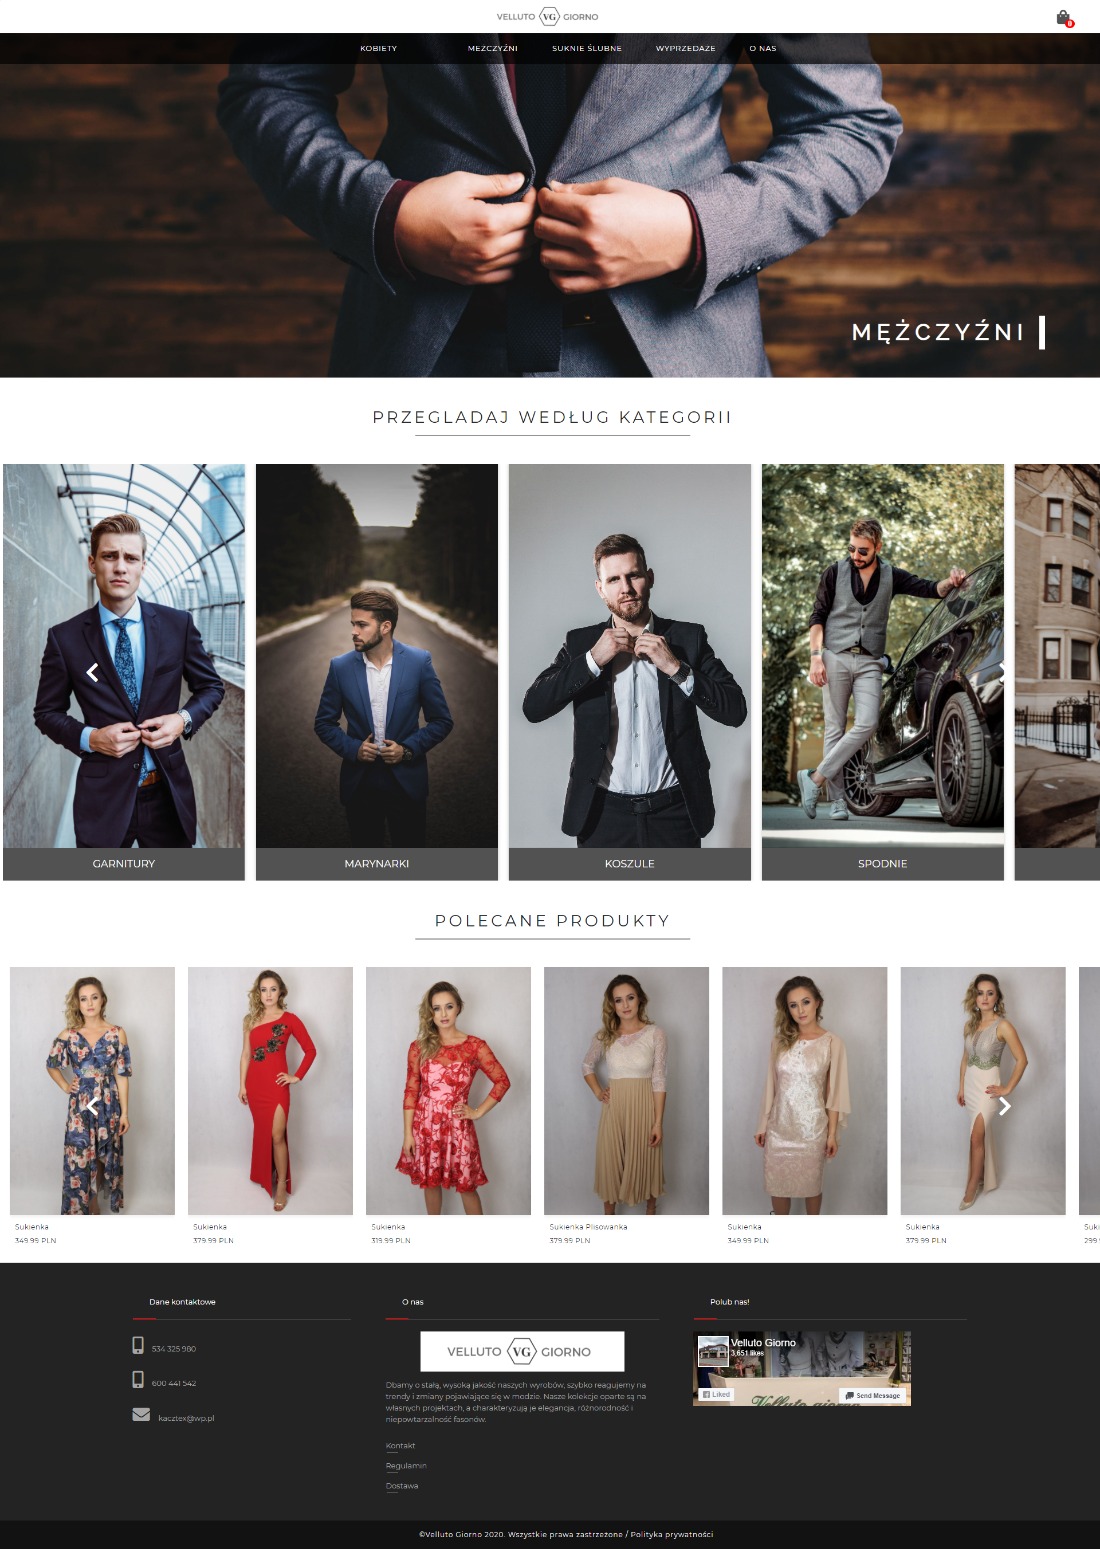 VELLUTO VG GIORNO
0
KOBIETY MEZCZYŹNI SUKNIE ŚLUBNE WYPRZEDAZE O NAS
MĘŻCZYŹNI
PRZEGLADAJ WEDŁUG KATEGORII
GARNITURY MARYNARKI KOSZULE SPODNIE
POLECANE PRODUKTY
Sukienka Sukienka Sukienka Sukienka Plisowanka Sukienka Sukienka
349.99 PLN 379.99 PLN 319.99 PLN 379.99 PLN 349.99 PLN 379.99 PLN 299
Dane kontaktowe
534 325 980
600 441 542
kacztex@wp.pl
O nas
VELLUTO VG GIORNO
Dbamy o stałą, wysoką jakość naszych wyrobów, szybko reagujemy na
trendy i zmiany pojawiające się w modzie. Nasze kolekcje oparte są na
własnych projektach, a charakteryzują je elegancja, różnorodność i
niepowtarzalność fasonów.
Kontakt
Regulamin
Dostawa
Polub nas!
Velluto Giorno
3,651 likes
Velluto giorno
Liked Send Message
©Velluto Giorno 2020. Wszystkie prawa zastrzeżone / Polityka prywatności